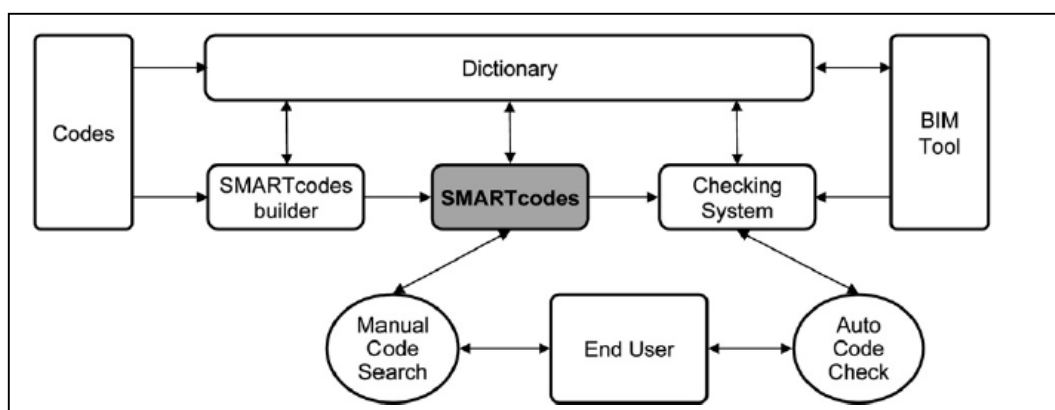 Dictionary
Codes
BIM
Tool
SMARTcodes
builder
SMARTcodes
Checking
System
Manual
Code
Search
End User
Auto
Code
Check